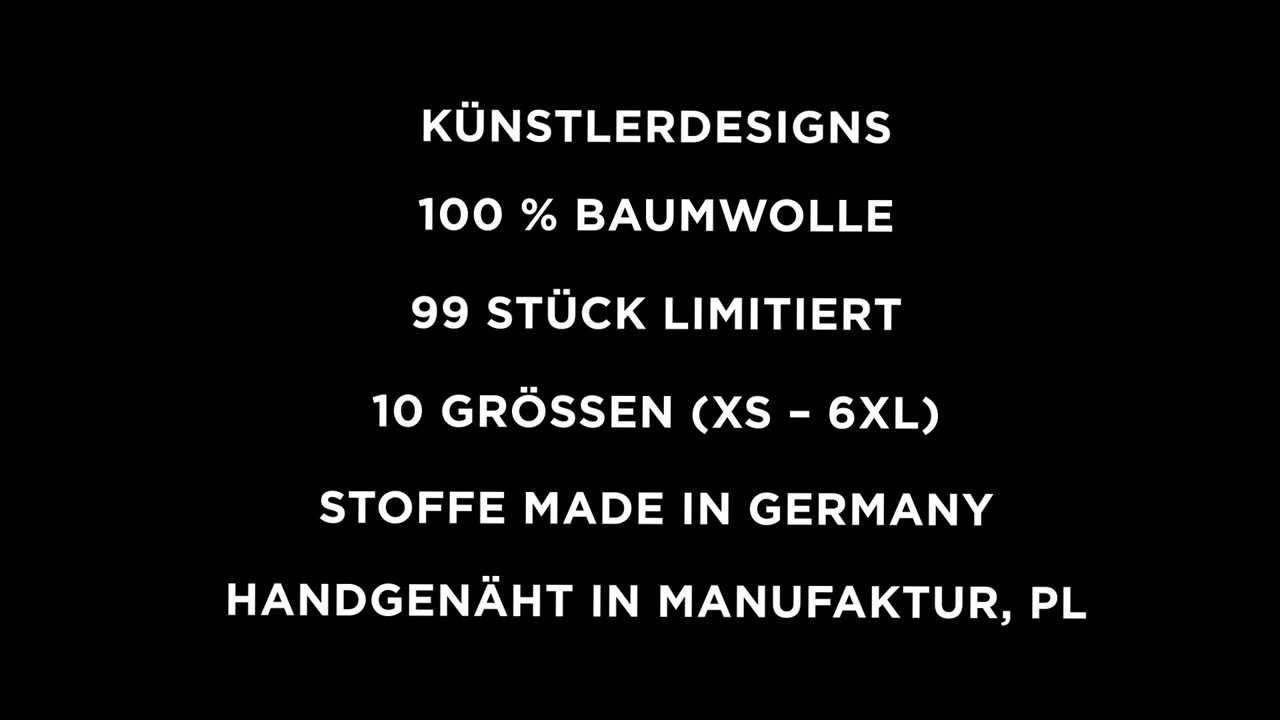 KÜNSTLERDESIGNS
100 % BAUMWOLLE
99 STÜCK LIMITIERT
10 GRÖSSEN (XS – 6XL)
STOFFE MADE IN GERMANY
HANDGENÄHT IN MANUFAKTUR, PL